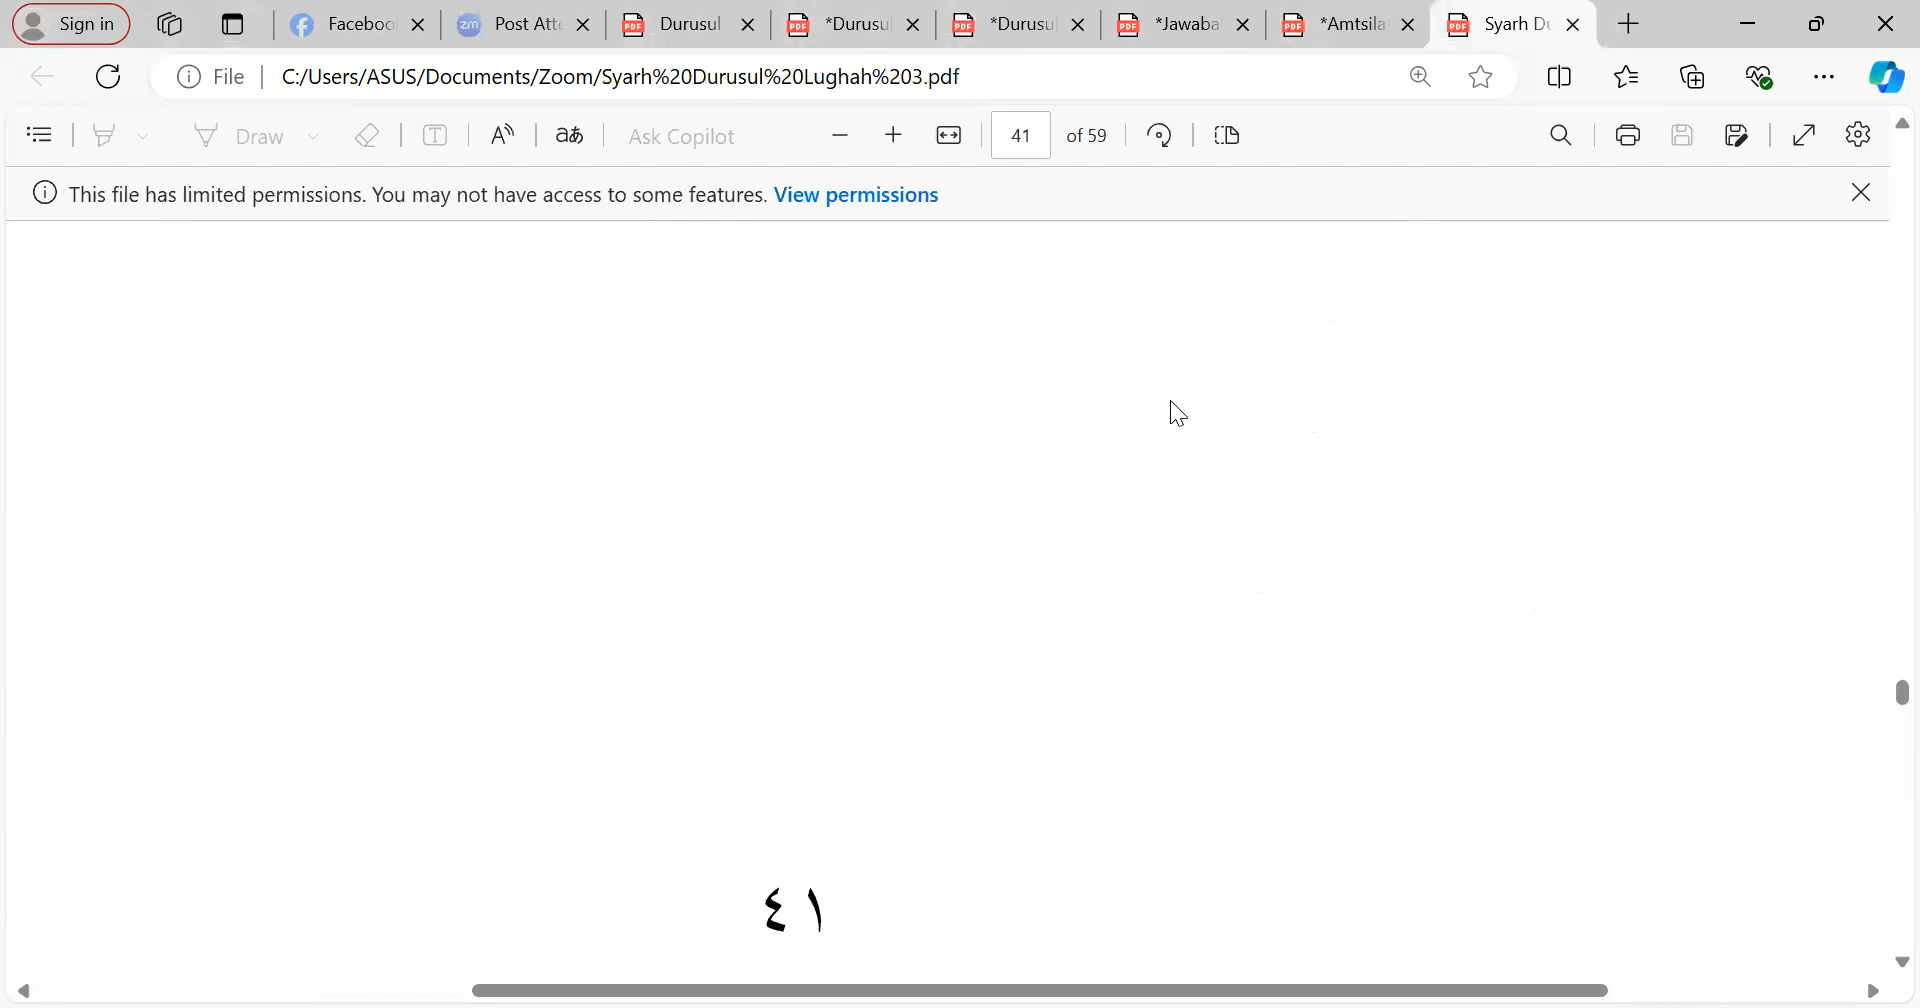 Sign in
Faceboo
Post Atte
Durusul
*Durusu
*Durusul
*Jawaba
*Amtsila
Syarh Du
File
C:/Users/ASUS/Documents/Zoom/Syarh%20Durusul%20Lughah%203.pdf
Draw
Ask Copilot
41
of 59
This file has limited permissions. You may not have access to some features. View permissions
٤١